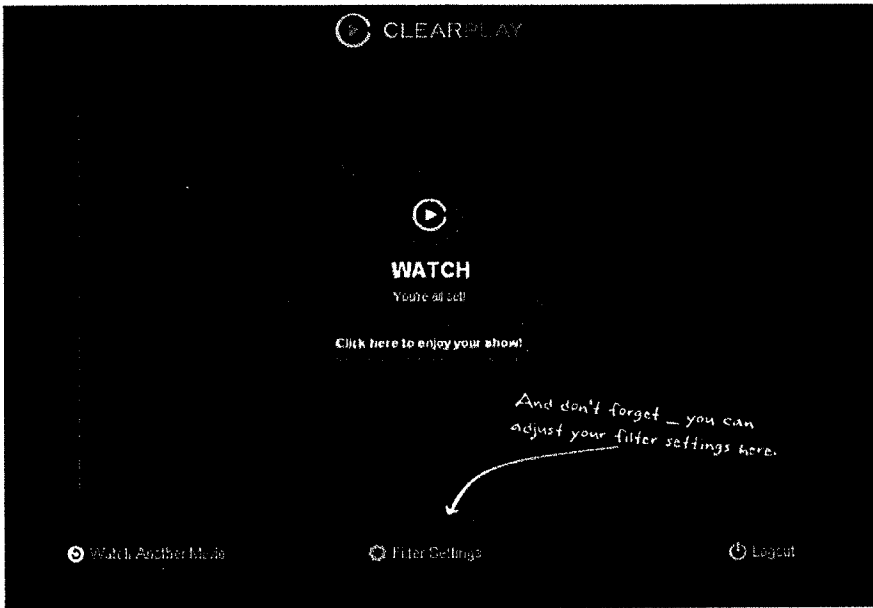 CLEARPLAY
WATCH
You're all set!
Click here to enjoy your show!
And don't forget _ you can
adjust your filter settings here.
Watch Another Movie
Filter Settings
Logout